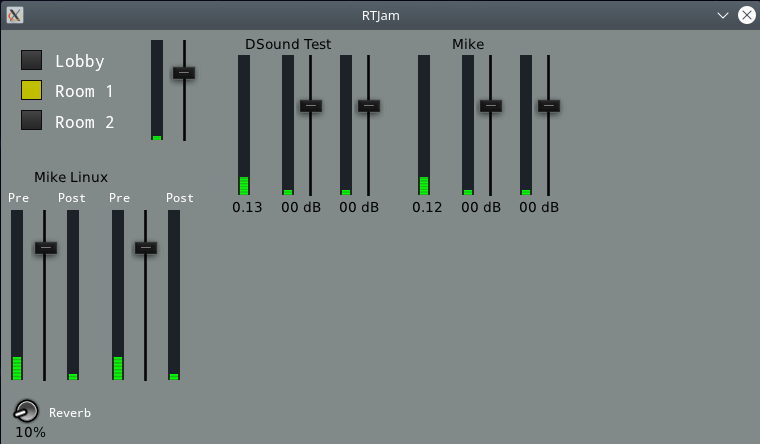 RTJam
Lobby
Room 1
Room 2
DSound Test
Mike
0.13 00 dB 00 dB 0.12 00 dB 00 dB
Mike Linux
Pre Post Pre Post
Reverb
10%